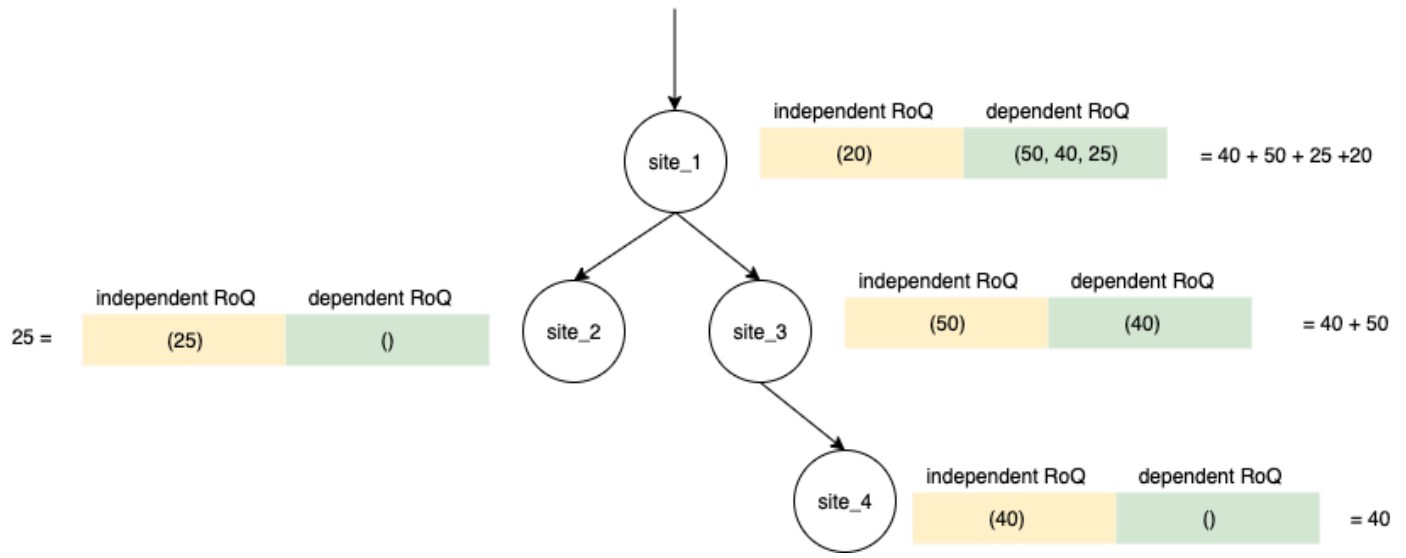 independent RoQ dependent RoQ
site_1 (20) (50, 40, 25) = 40 + 50 + 25 +20
independent RoQ dependent RoQ
25 = (25) () site_2
independent RoQ dependent RoQ
site_3 (50) (40) = 40 + 50
independent RoQ dependent RoQ
site_4 (40) () = 40